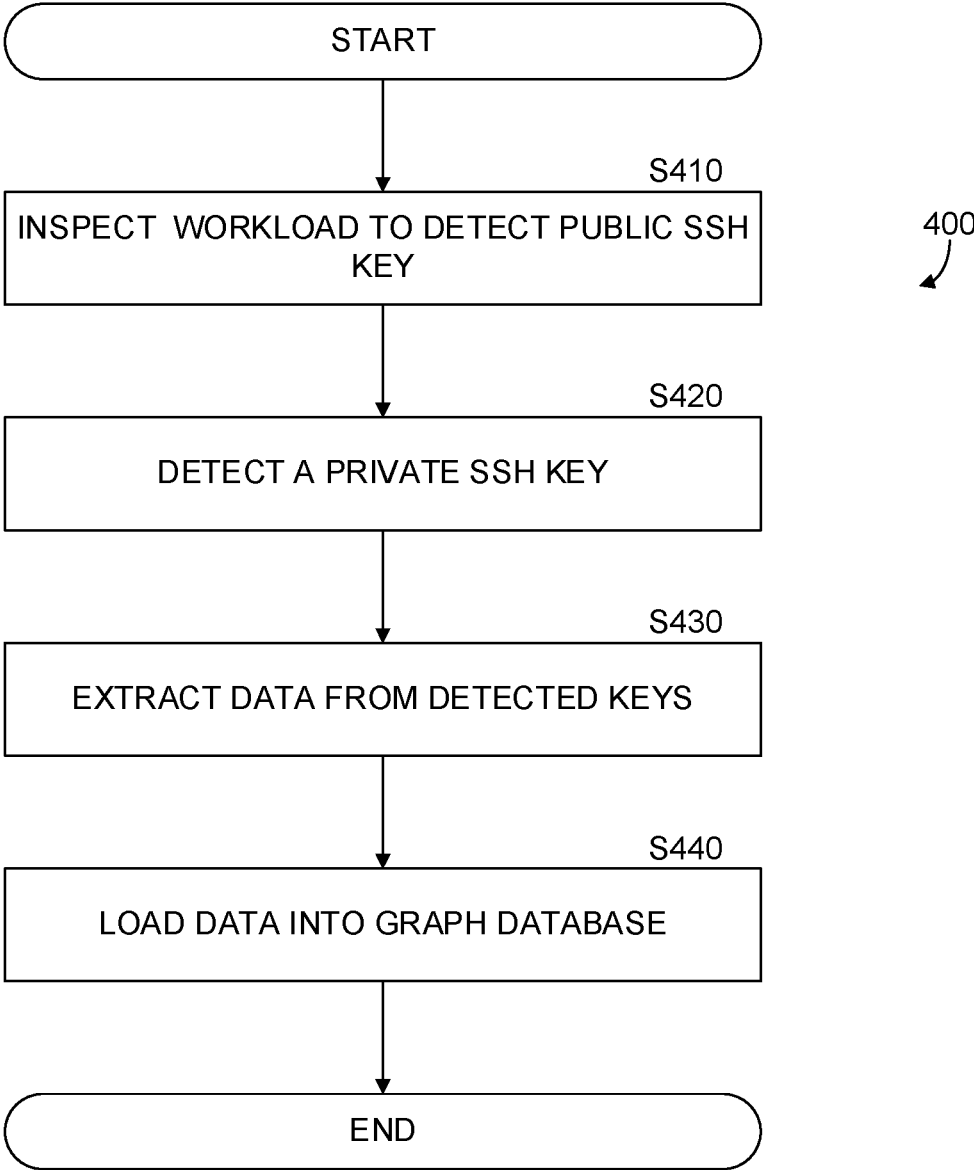 START
S410
INSPECT WORKLOAD TO DETECT PUBLIC SSH
KEY
400
S420
DETECT A PRIVATE SSH KEY
S430
EXTRACT DATA FROM DETECTED KEYS
S440
LOAD DATA INTO GRAPH DATABASE
END